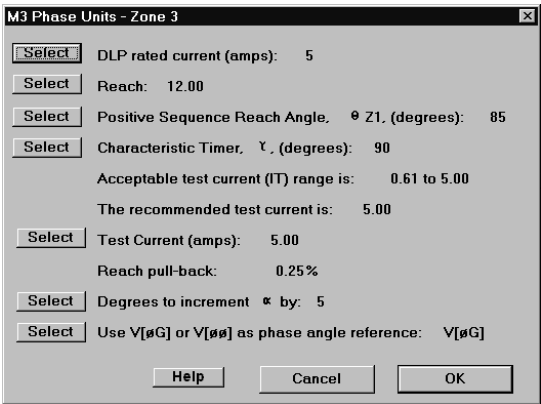 M3 Phase Units - Zone 3
Select DLP rated current (amps): 5
Select Reach: 12.00
Select Positive Sequence Reach Angle, θ Z1, (degrees): 85
Select Characteristic Timer, τ, (degrees): 90
Acceptable test current (IT) range is: 0.61 to 5.00
The recommended test current is: 5.00
Select Test Current (amps): 5.00
Reach pull-back: 0.25%
Select Degrees to increment α by: 5
Select Use V[øG] or V[øø] as phase angle reference: V[øG]
Help Cancel OK